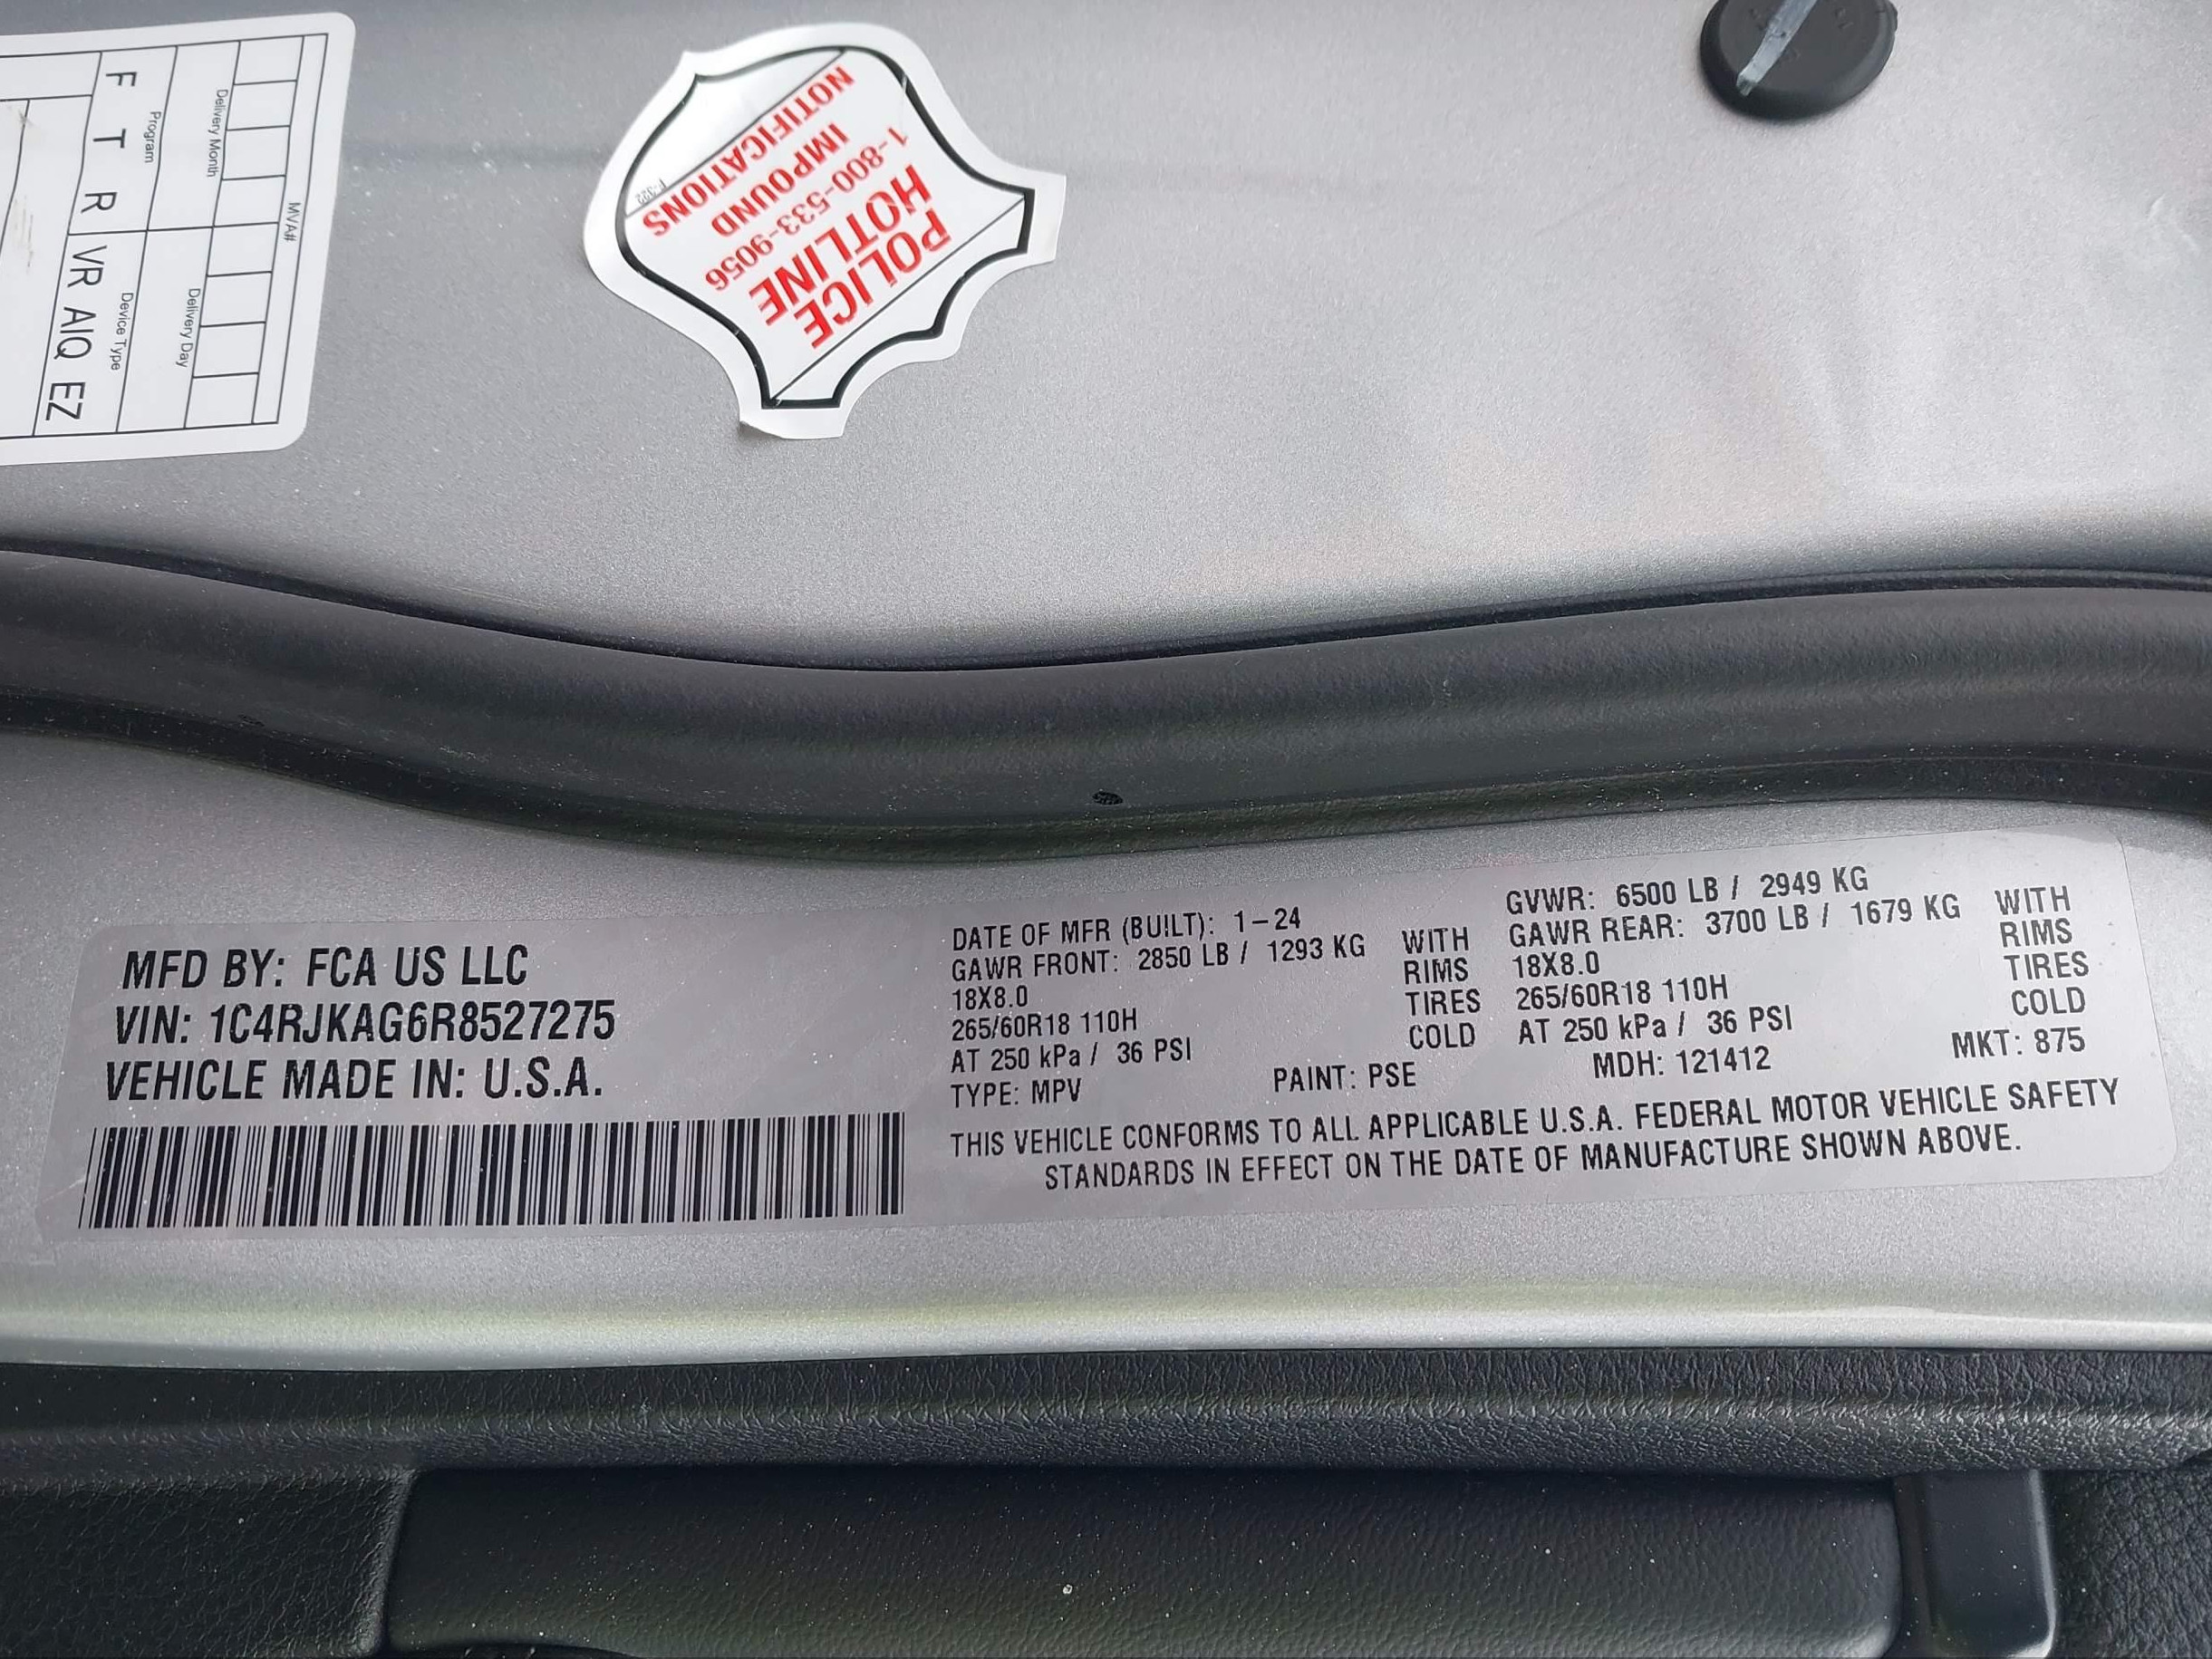 MVA#
Delivery Month
Delivery Day
Program
Device Type
F T R
VR AIQ EZ
POLICE
HOTLINE
1-800-533-9056
IMPOUND
NOTIFICATIONS
F-322
MFD BY: FCA US LLC
VIN: 1C4RJKAG6R8527275
VEHICLE MADE IN: U.S.A.
DATE OF MFR (BUILT): 1-24 GVWR: 6500 LB / 2949 KG
GAWR FRONT: 2850 LB / 1293 KG WITH GAWR REAR: 3700 LB / 1679 KG WITH
18X8.0 RIMS 18X8.0 RIMS
265/60R18 110H TIRES 265/60R18 110H TIRES
AT 250 kPa / 36 PSI COLD AT 250 kPa / 36 PSI COLD
TYPE: MPV PAINT: PSE MDH: 121412 MKT: 875
THIS VEHICLE CONFORMS TO ALL APPLICABLE U.S.A. FEDERAL MOTOR VEHICLE SAFETY
STANDARDS IN EFFECT ON THE DATE OF MANUFACTURE SHOWN ABOVE.